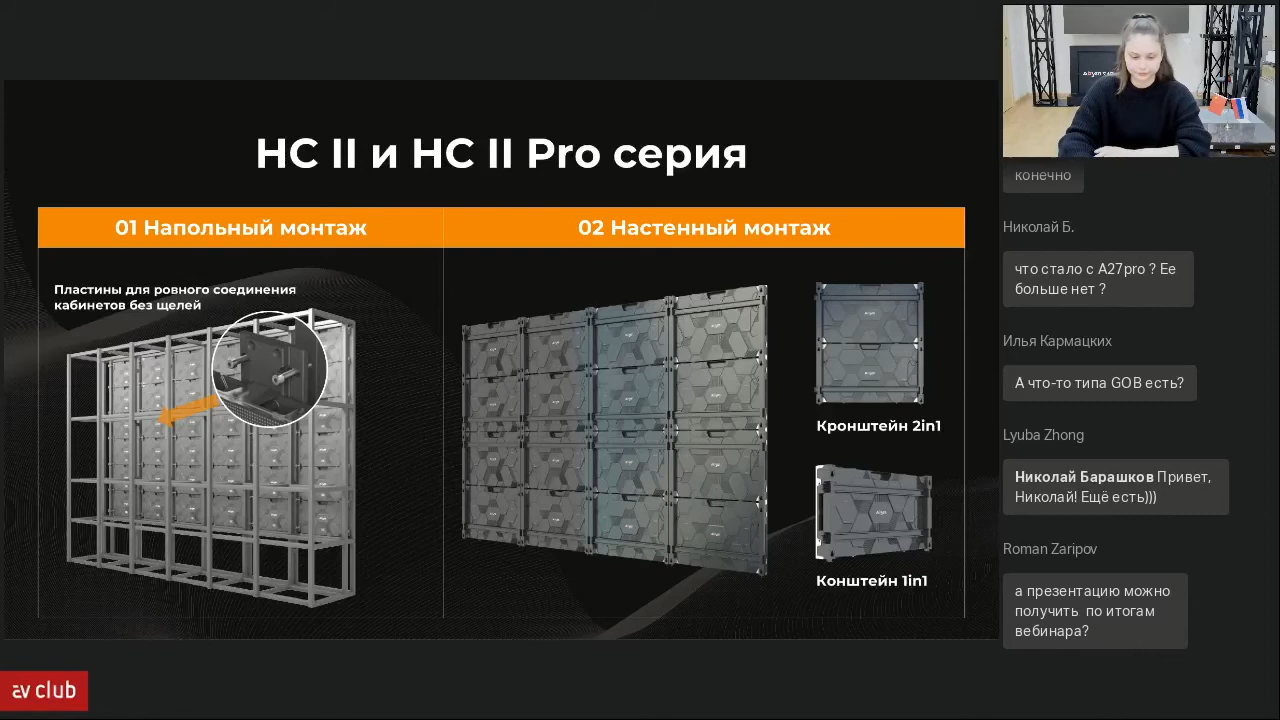 HC II и HC II Pro серия
01 Напольный монтаж
02 Настенный монтаж
Пластины для ровного соединения
кабинетов без щелей
Кронштейн 2in1
Конштейн 1in1
av club
конечно
Николай Б.
что стало с A27pro ? Ее
больше нет ?
Илья Кармацких
А что-то типа GOB есть?
Lyuba Zhong
Николай Барашков Привет,
Николай! Ещё есть)))
Roman Zaripov
а презентацию можно
получить по итогам
вебинара?